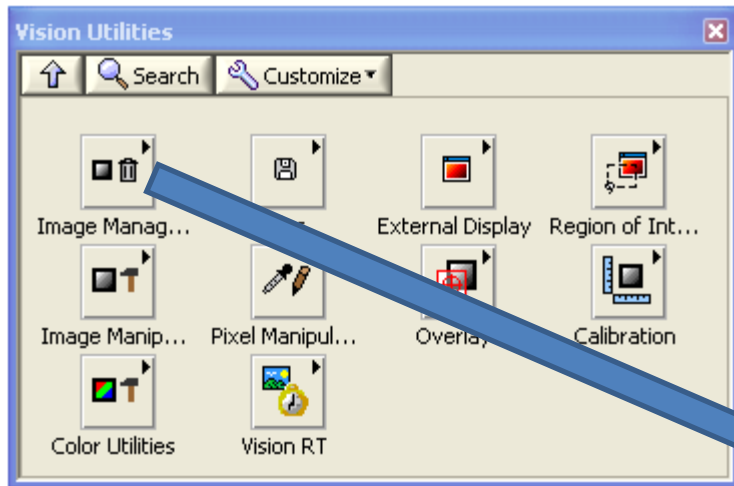 Vision Utilities
Search Customize
Image Manag... External Display Region of Int...
Image Manip... Pixel Manipul... Overlay Calibration
Color Utilities Vision RT